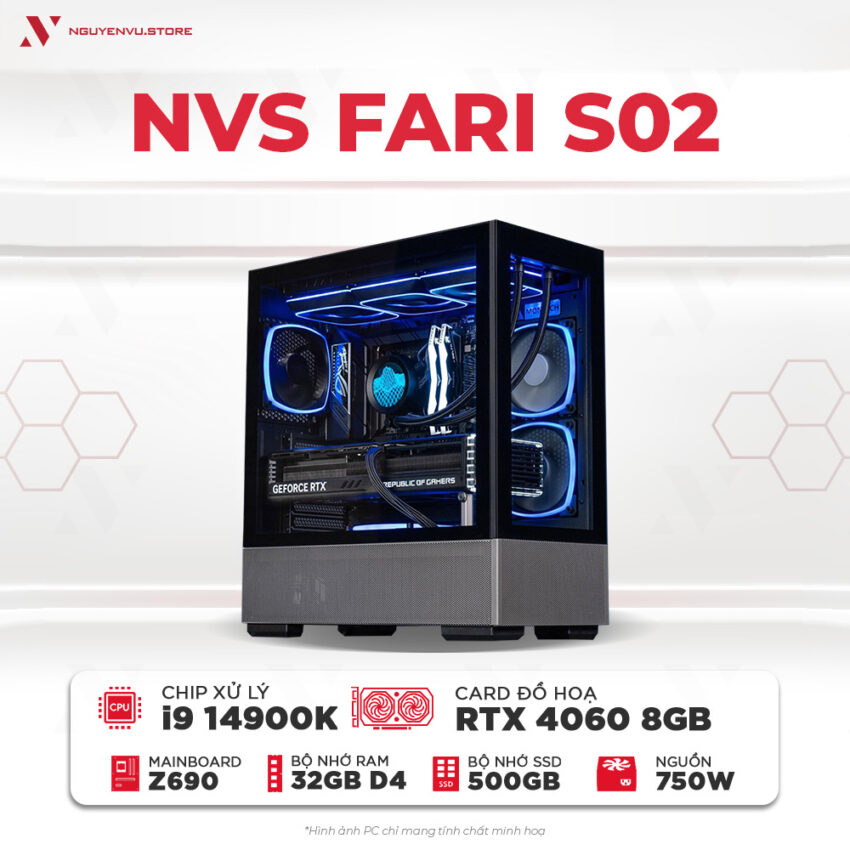 NGUYENVU.STORE
NVS FARI S02
GEFORCE RTX
REPUBLIC OF GAMERS
CHIP XỬ LÝ
CPU
i9 14900K
CARD ĐỒ HOẠ
RTX 4060 8GB
MAINBOARD
Z690
BỘ NHỚ RAM
32GB D4
SSD
BỘ NHỚ SSD
500GB
NGUỒN
750W
*Hình ảnh PC chỉ mang tính chất minh hoạ